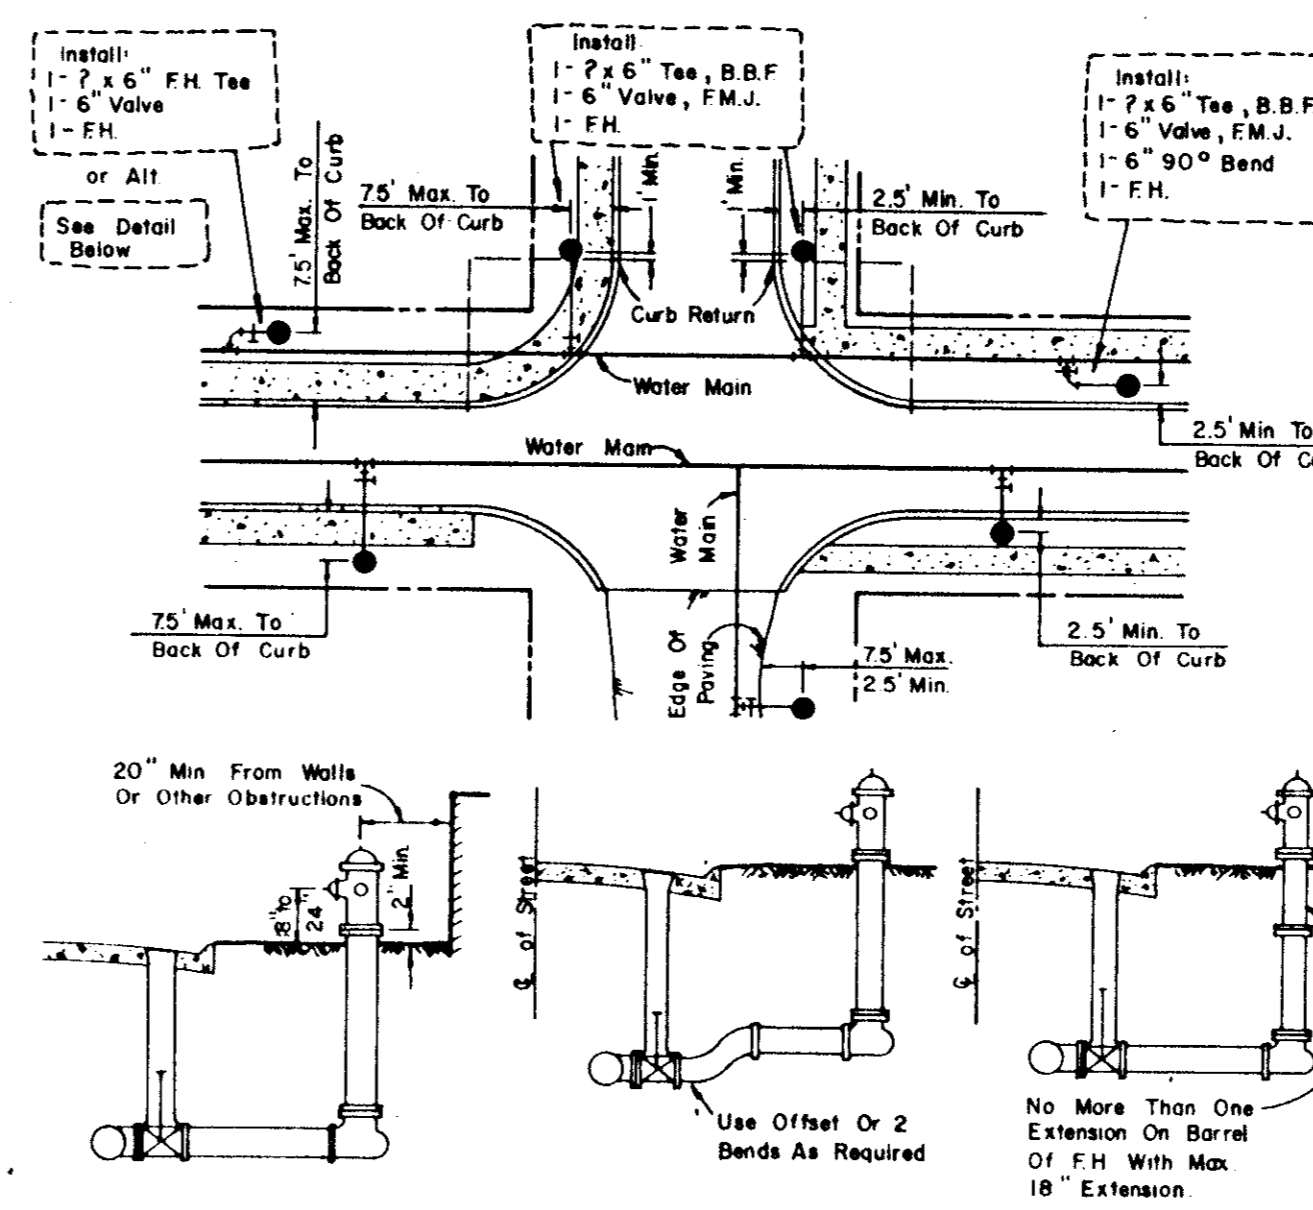 Install:
1- ? x 6" F.H. Tee
1- 6" Valve
1- F.H.
or Alt.
See Detail
Below
7.5' Max. To
Back Of Curb
Install:
1- ? x 6" Tee, B.B.F.
1- 6" Valve, F.M.J.
1- F.H.
7.5' Max. To
Back Of Curb
1' Min.
1' Min.
2.5' Min. To
Back Of Curb
Install:
1- ? x 6" Tee, B.B.F
1- 6" Valve, F.M.J.
1- 6" 90° Bend
1- F.H.
Curb Return
Water Main
Water Main
2.5' Min To
Back Of
Water
Main
7.5' Max. To
Back Of Curb
Edge Of
Paving
7.5' Max.
2.5' Min.
2.5' Min. To
Back Of Curb
20" Min From Walls
Or Other Obstructions
18" to
24"
2" Min.
℄ of Street
Use Offset Or 2
Bends As Required
℄ of Street
No More Than One
Extension On Barrel
Of F.H With Max.
18" Extension.